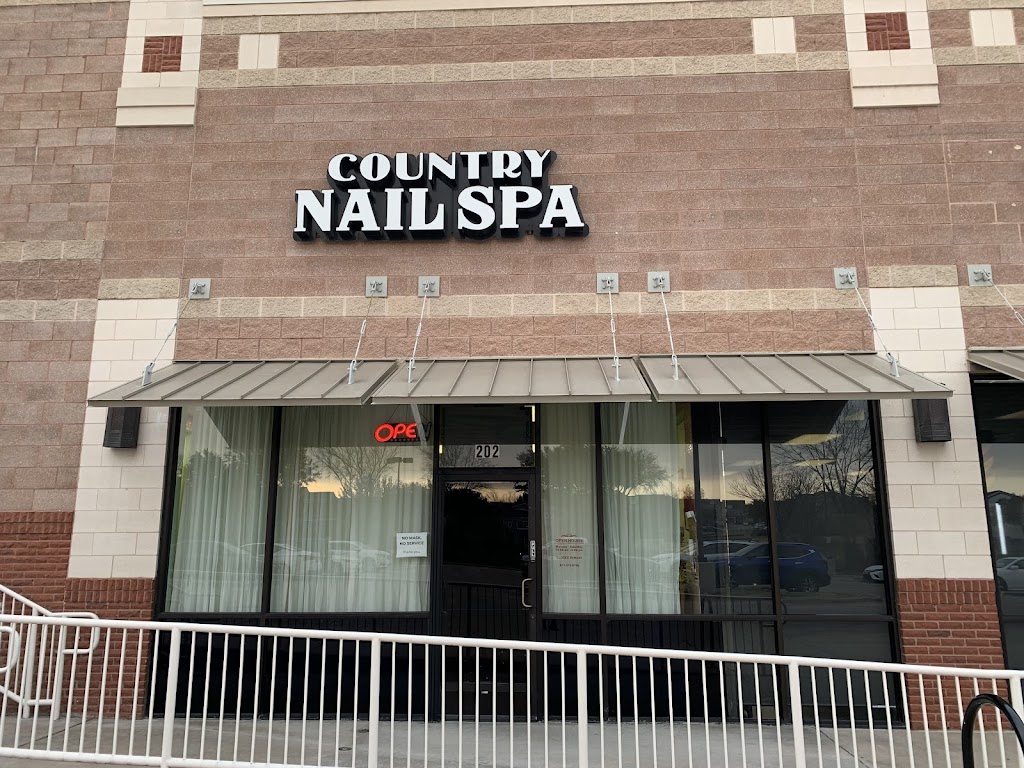 COUNTRY
NAIL SPA
OPEN
202
NO MASK,
NO SERVICE